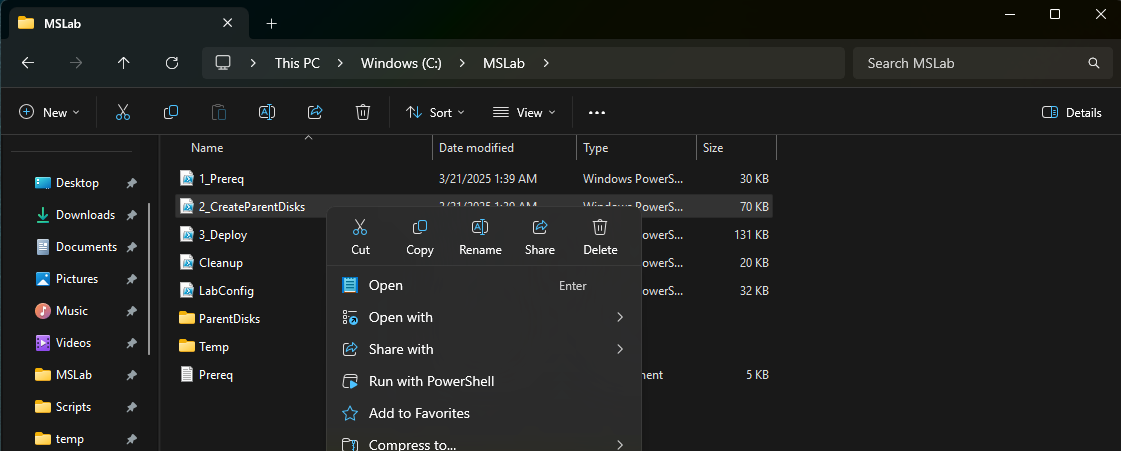 MSLab
This PC > Windows (C:) > MSLab >
Search MSLab
New
Sort
View
Details
Name Date modified Type Size
Desktop
Downloads
Documents
Pictures
Music
Videos
MSLab
Scripts
temp
1_Prereq 3/21/2025 1:39 AM Windows PowerS... 30 KB
2_CreateParentDisks 3/21/2025 1:39 AM Windows PowerS... 70 KB
3_Deploy owerS... 131 KB
Cleanup owerS... 20 KB
LabConfig owerS... 32 KB
ParentDisks
Temp
Prereq ment 5 KB
Cut Copy Rename Share Delete
Open Enter
Open with
Share with
Run with PowerShell
Add to Favorites
Compress to...